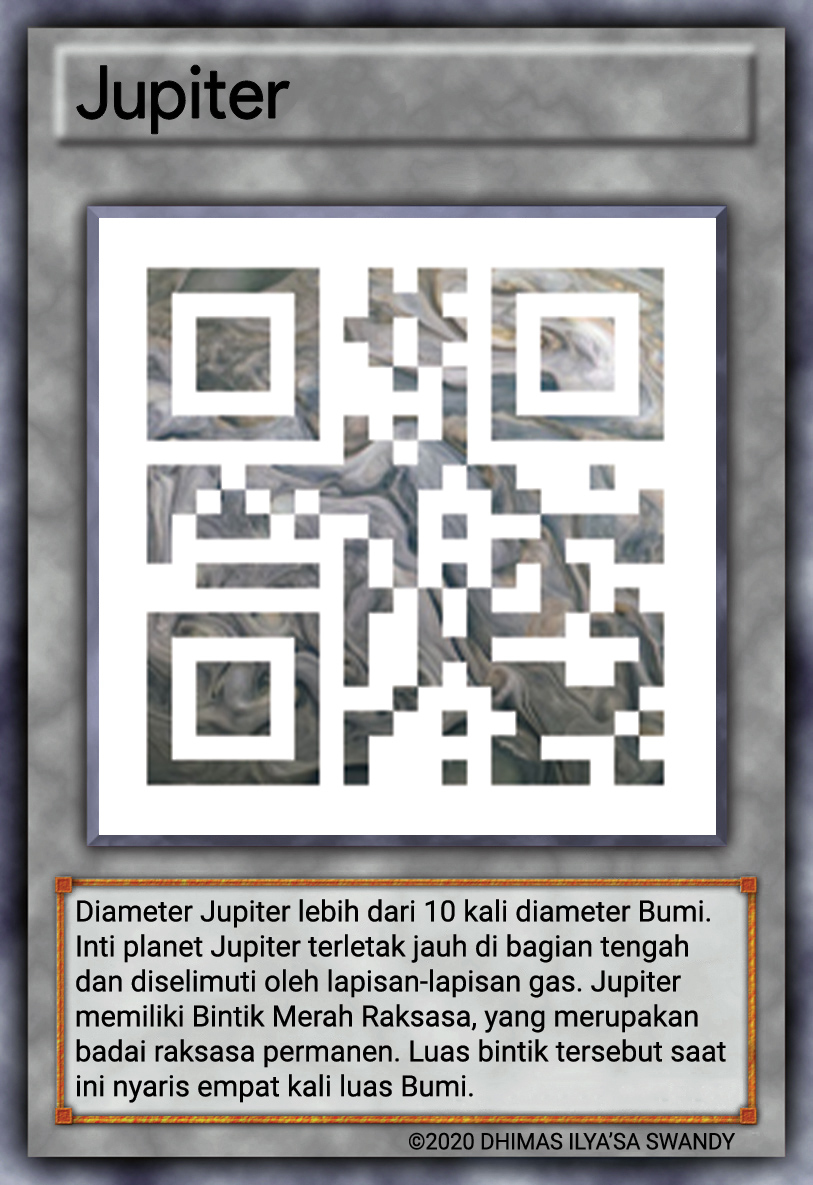 Jupiter
Diameter Jupiter lebih dari 10 kali diameter Bumi.
Inti planet Jupiter terletak jauh di bagian tengah
dan diselimuti oleh lapisan-lapisan gas. Jupiter
memiliki Bintik Merah Raksasa, yang merupakan
badai raksasa permanen. Luas bintik tersebut saat
ini nyaris empat kali luas Bumi.
©2020 DHIMAS ILYA'SA SWANDY